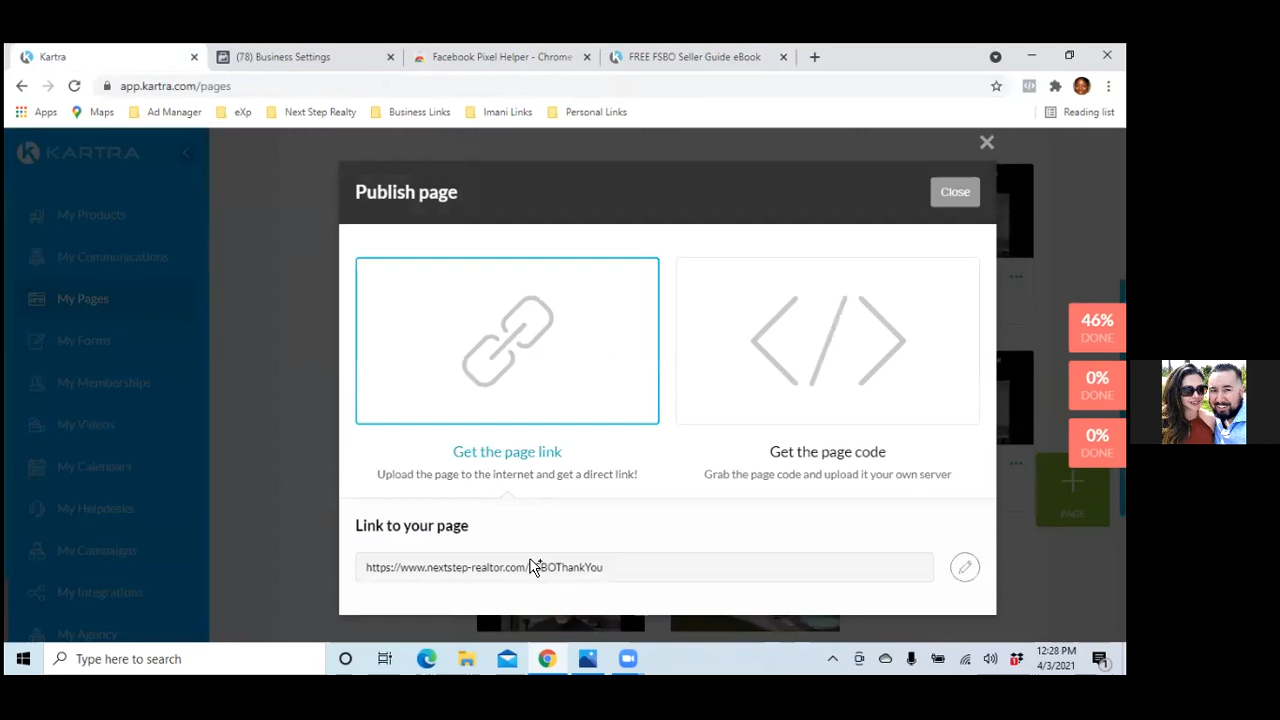 Kartra
(78) Business Settings
Facebook Pixel Helper - Chrome
FREE FSBO Seller Guide eBook
app.kartra.com/pages
Apps
Maps
Ad Manager
eXp
Next Step Realty
Business Links
Imani Links
Personal Links
Reading list
KARTRA
My Products
My Communications
My Pages
My Forms
My Memberships
My Videos
My Calendars
My Helpdesks
My Campaigns
My Integrations
My Agency
Publish page
Close
Get the page link
Upload the page to the internet and get a direct link!
Get the page code
Grab the page code and upload it your own server
Link to your page
https://www.nextstep-realtor.com/ BOThankYou
46%
DONE
0%
DONE
0%
DONE
PAGE
Type here to search
12:28 PM
4/3/2021
1